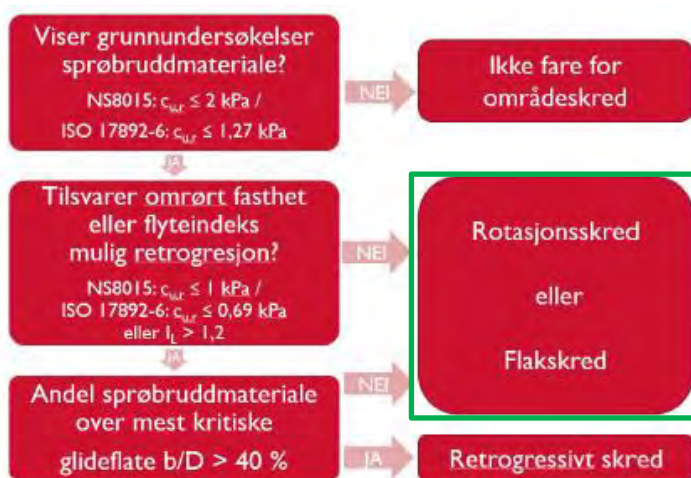 Viser grunnundersøkelser
sprøbruddmateriale?
NS8015: cu,r ≤ 2 kPa /
ISO 17892-6: cu,r ≤ 1,27 kPa
NEI
Ikke fare for
områdeskred
JA
Tilsvarer omrørt fasthet
eller flyteindeks
mulig retrogresjon?
NS8015: cu,r ≤ 1 kPa /
ISO 17892-6: cu,r ≤ 0,69 kPa
eller IL > 1,2
NEI
Rotasjonsskred
eller
Flakskred
JA
Andel sprøbruddmateriale
over mest kritiske
glideflate b/D > 40 %
NEI
JA
Retrogressivt skred